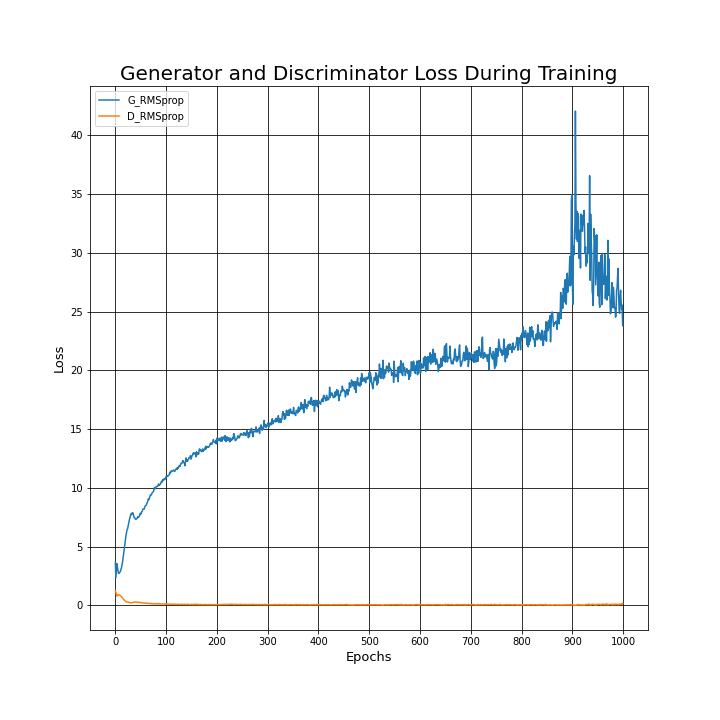 Generator and Discriminator Loss During Training
G_RMSprop
D_RMSprop
40
35
30
25
20
15
10
5
0
Loss
0 100 200 300 400 500 600 700 800 900 1000
Epochs